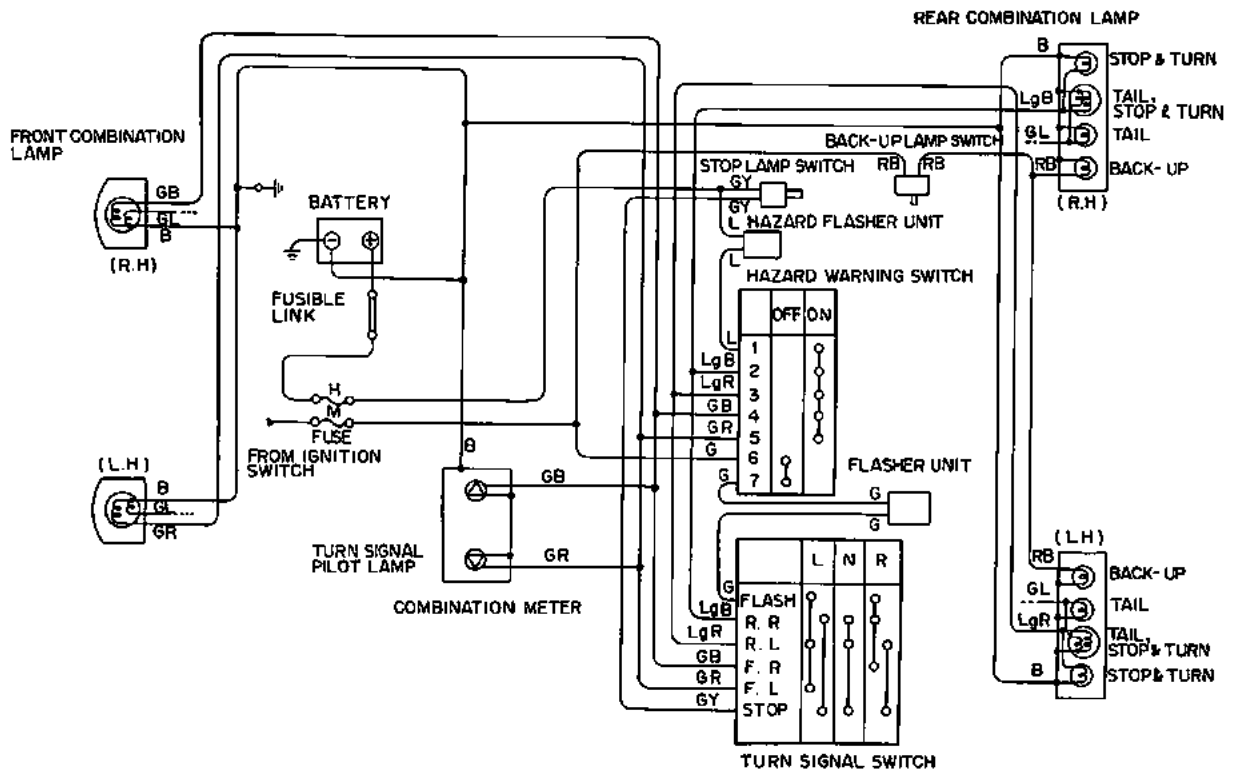 REAR COMBINATION LAMP
B
STOP & TURN
LgB
TAIL,
STOP & TURN
GL
TAIL
RB
BACK-UP
(R.H)
FRONT COMBINATION
LAMP
GB
GL
B
(R.H)
BATTERY
FUSIBLE
LINK
H
M
FUSE
FROM IGNITION
SWITCH
BACK-UP LAMP SWITCH
RB
RB
STOP LAMP SWITCH
GY
GY
L
HAZARD FLASHER UNIT
L
HAZARD WARNING SWITCH
OFF
ON
L
1
LgB
2
LgR
3
GB
4
GR
5
G
6
G
7
FLASHER UNIT
G
G
(L.H)
B
GL
GR
B
GB
GR
TURN SIGNAL
PILOT LAMP
COMBINATION METER
L
N
R
G
FLASH
LgB
R. R
LgR
R. L
GB
F. R
GR
F. L
GY
STOP
TURN SIGNAL SWITCH
(LH)
RB
BACK-UP
GL
TAIL
LgR
TAIL,
STOP & TURN
B
STOP & TURN